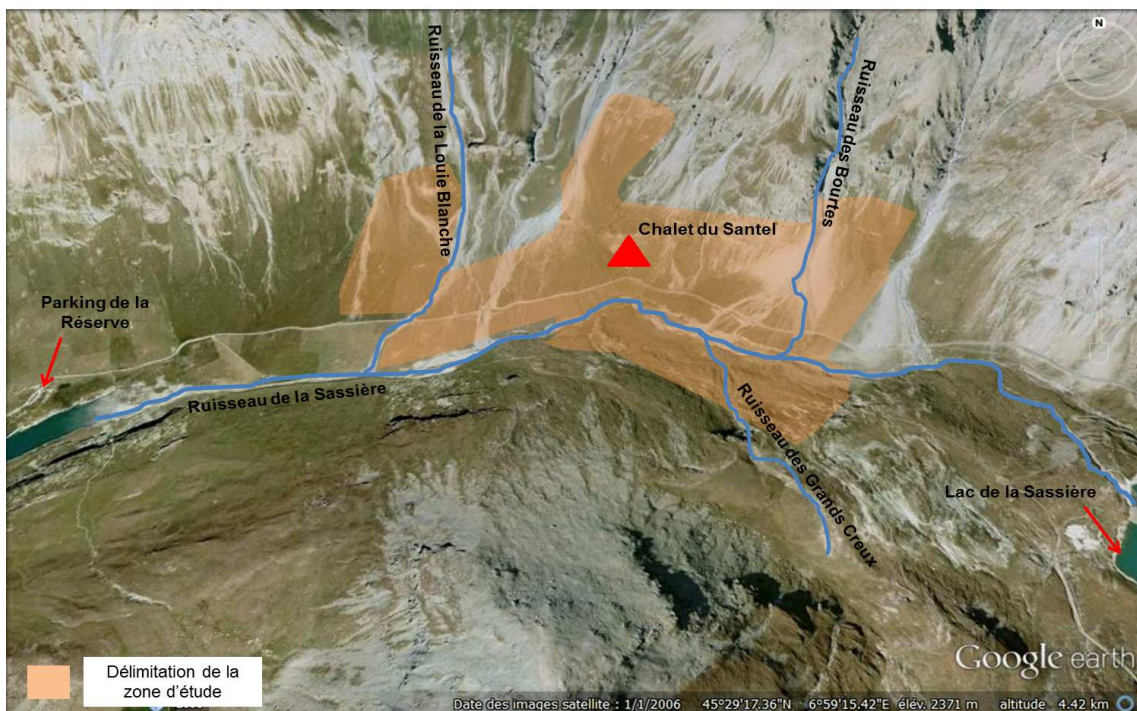 N
Ruisseau de la Louie Blanche
Ruisseau des Bourtes
Chalet du Santel
Parking de la
Réserve
Ruisseau de la Sassière
Ruisseau des Grands Creux
Lac de la Sassière
Délimitation de la
zone d'étude
Google earth
Date des images satellite : 1/1/2006 45°29'17.36"N 6°59'15.42"E élév. 2371 m altitude 4.42 km